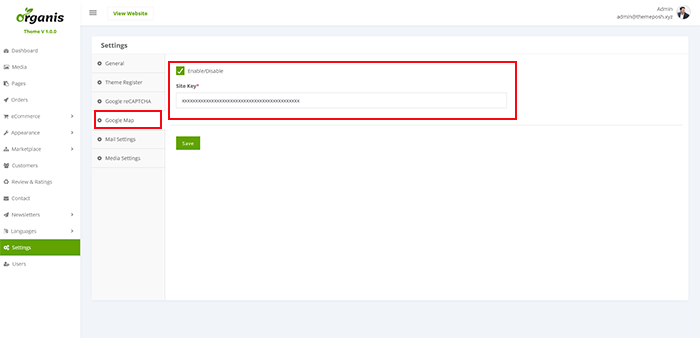 Organis
Theme V 1.0.0
View Website
Admin
admin@themeposh.xyz
Dashboard
Media
Pages
Orders
eCommerce
Appearance
Marketplace
Customers
Review & Ratings
Contact
Newsletters
Languages
Settings
Users
Settings
General
Theme Register
Google reCAPTCHA
Google Map
Mail Settings
Media Settings
Enable/Disable
Site Key*
Save